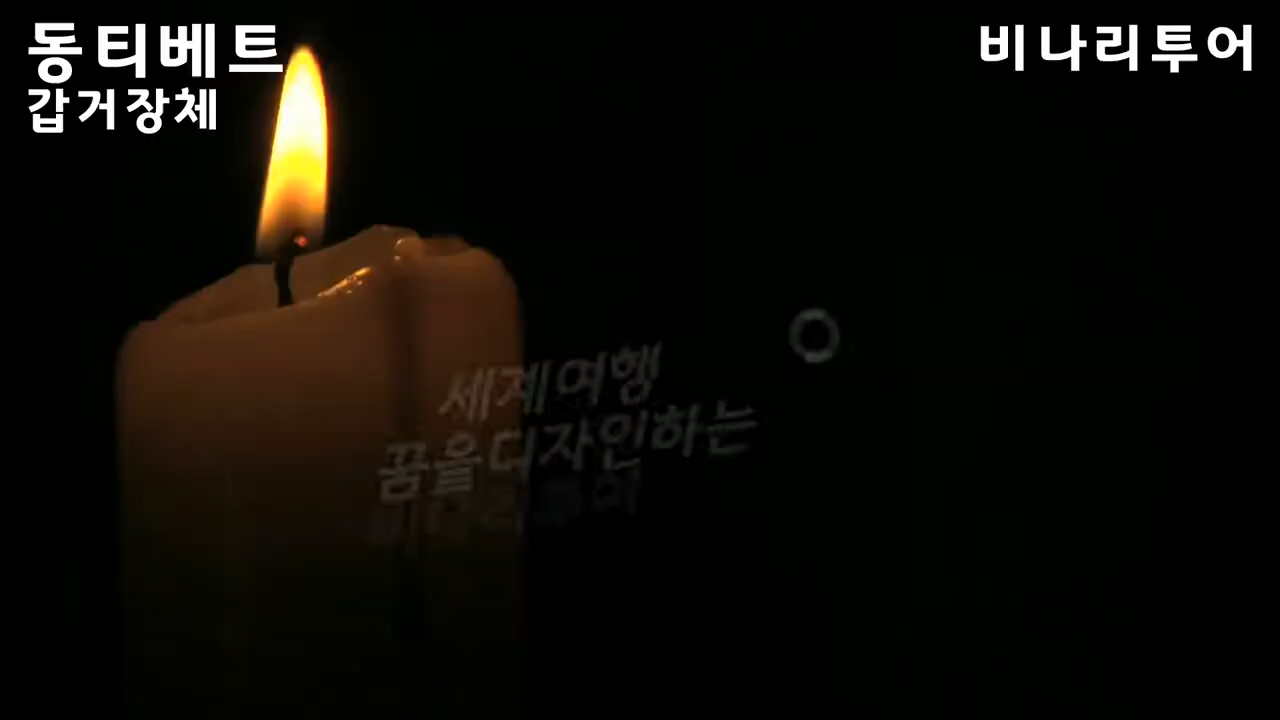 동티베트
갑거장체
비나리투어
세계여행
꿈을디자인하는